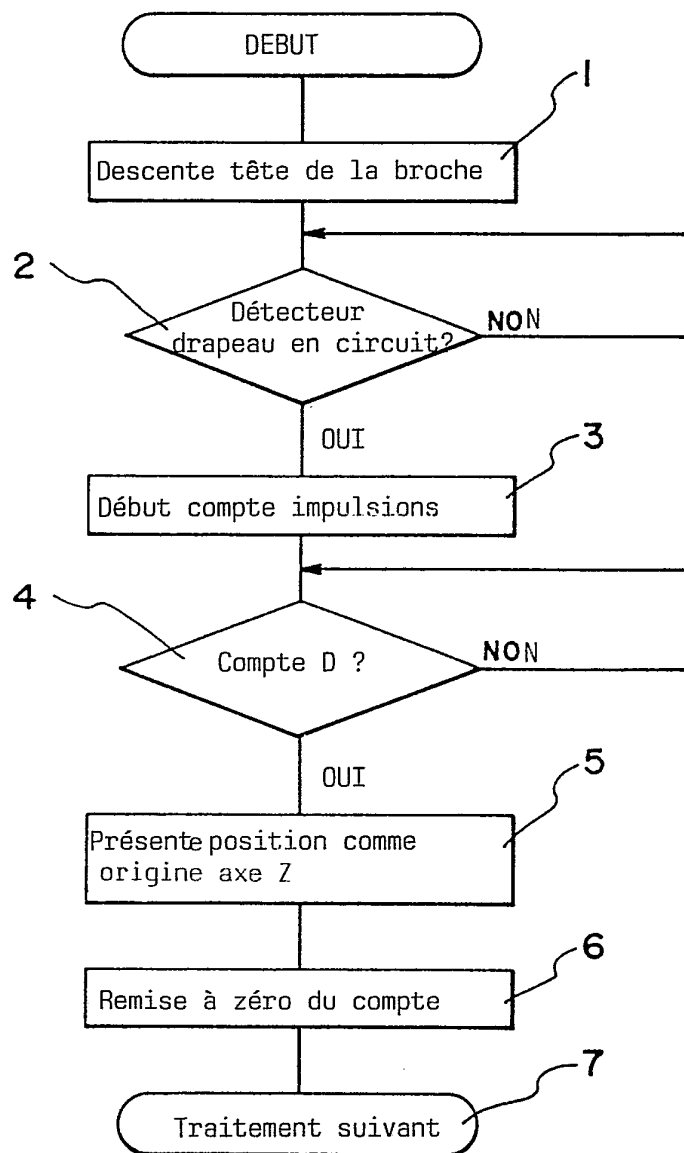 DEBUT
1
Descente tête de la broche
2
Détecteur
drapeau en circuit?
NON
OUI
3
Début compte impulsions
4
Compte D ?
NON
OUI
5
Présente position comme
origine axe Z
6
Remise à zéro du compte
7
Traitement suivant